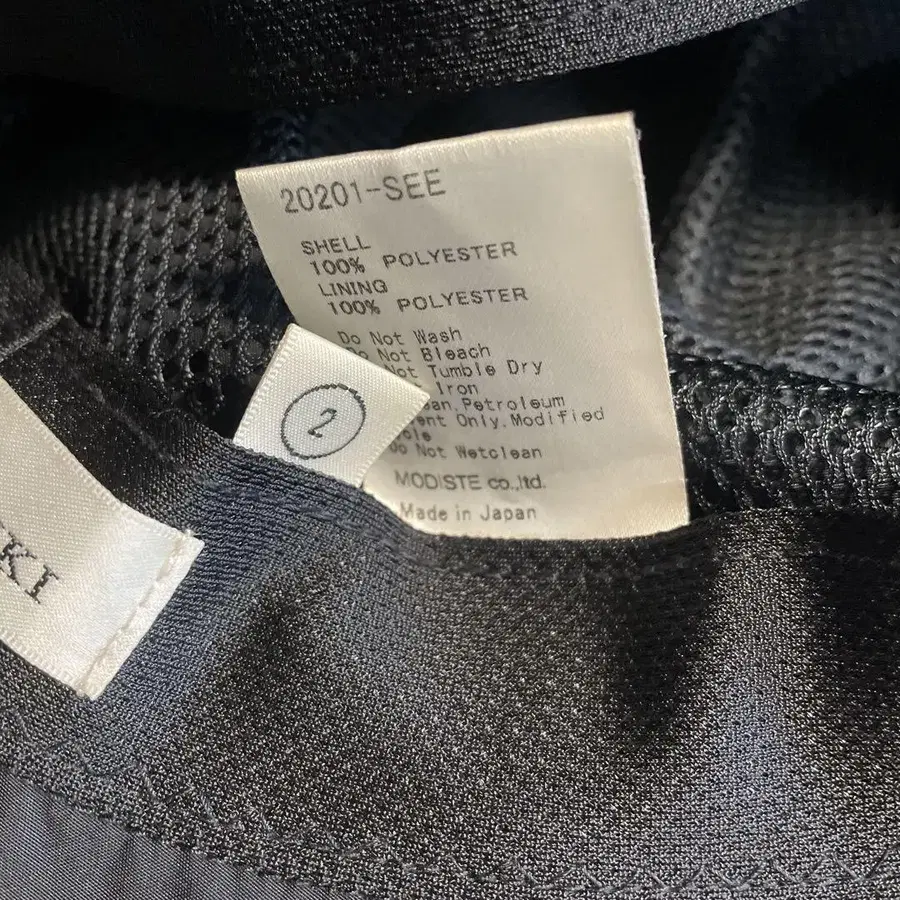 20201-SEE
SHELL
100% POLYESTER
LINING
100% POLYESTER
Do Not Wash
Not Bleach
Not Tumble Dry
Iron
Petroleum
Only.Modified
Do Not Wetclean
MODISTE co.,ltd.
Made in Japan
2
KI